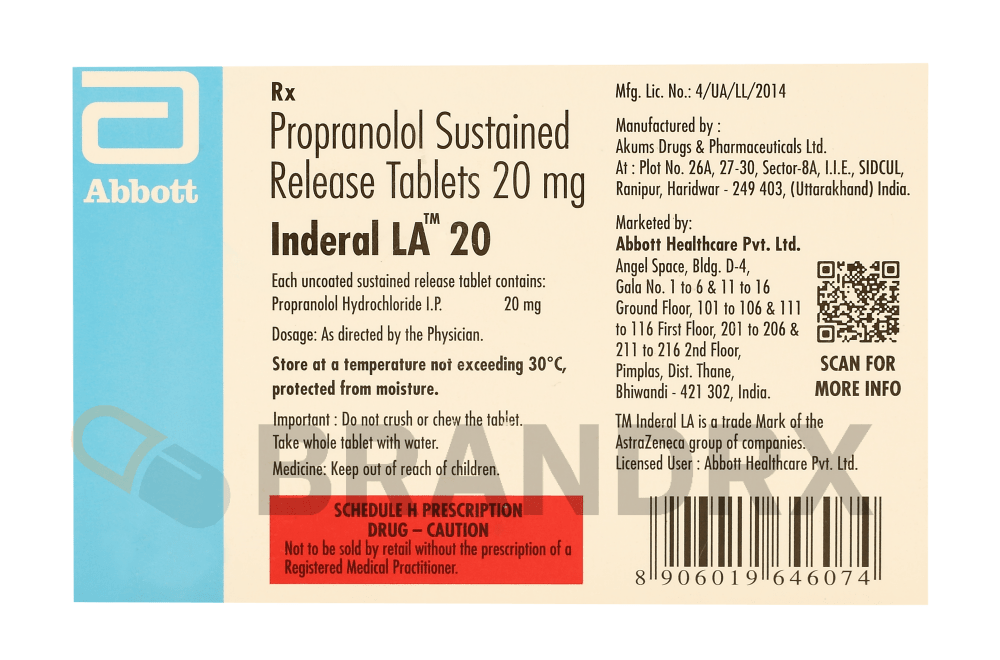 Abbott
Rx
Propranolol Sustained
Release Tablets 20 mg
Inderal LA™ 20
Each uncoated sustained release tablet contains:
Propranolol Hydrochloride I.P. 20 mg
Dosage: As directed by the Physician.
Store at a temperature not exceeding 30°C,
protected from moisture.
Important : Do not crush or chew the tablet.
Take whole tablet with water.
Medicine: Keep out of reach of children.
SCHEDULE H PRESCRIPTION
DRUG – CAUTION
Not to be sold by retail without the prescription of a
Registered Medical Practitioner.
Mfg. Lic. No.: 4/UA/LL/2014
Manufactured by :
Akums Drugs & Pharmaceuticals Ltd.
At : Plot No. 26A, 27-30, Sector-8A, I.I.E., SIDCUL,
Ranipur, Haridwar - 249 403, (Uttarakhand) India.
Marketed by:
Abbott Healthcare Pvt. Ltd.
Angel Space, Bldg. D-4,
Gala No. 1 to 6 & 11 to 16
Ground Floor, 101 to 106 & 111
to 116 First Floor, 201 to 206 &
211 to 216 2nd Floor,
Pimplas, Dist. Thane,
Bhiwandi - 421 302, India.
SCAN FOR
MORE INFO
TM Inderal LA is a trade Mark of the
AstraZeneca group of companies.
Licensed User : Abbott Healthcare Pvt. Ltd.
8 906019 646074
BRANDRX